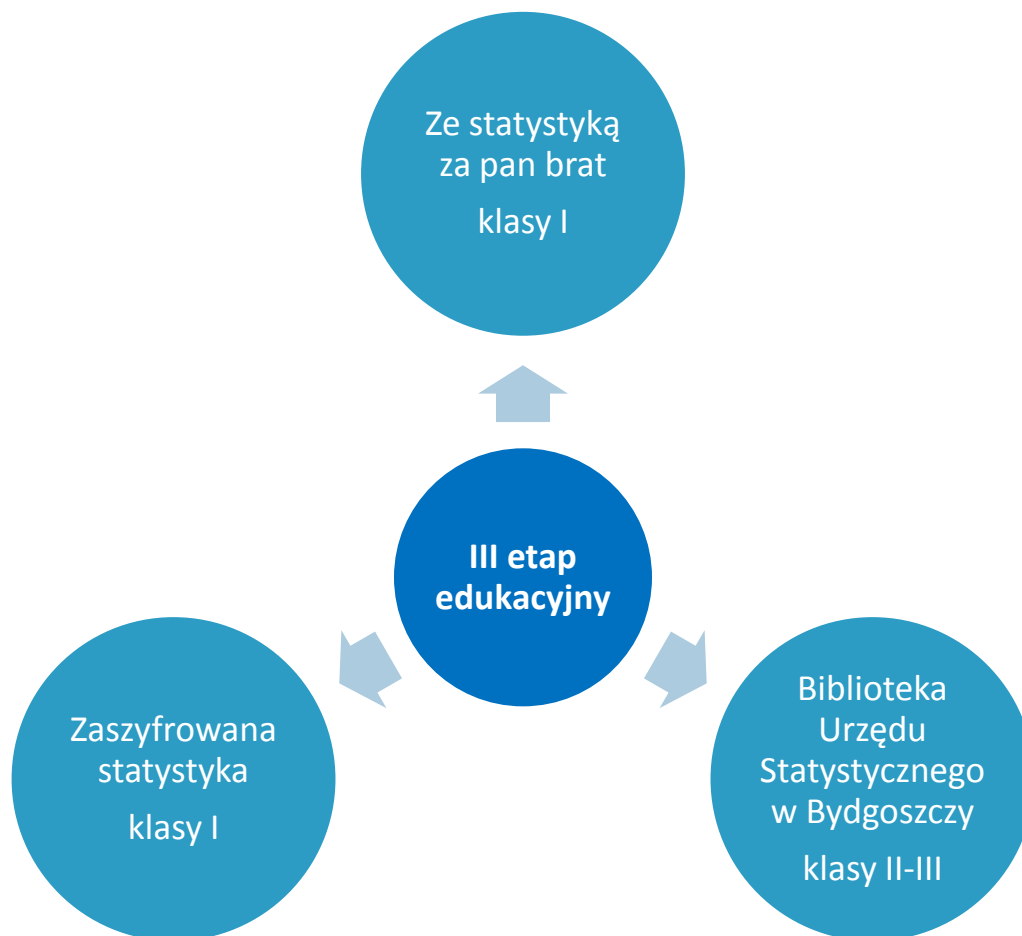 Ze statystyką
za pan brat
klasy I
III etap
edukacyjny
Zaszyfrowana
statystyka
klasy I
Biblioteka
Urzędu
Statystycznego
w Bydgoszczy
klasy II-III